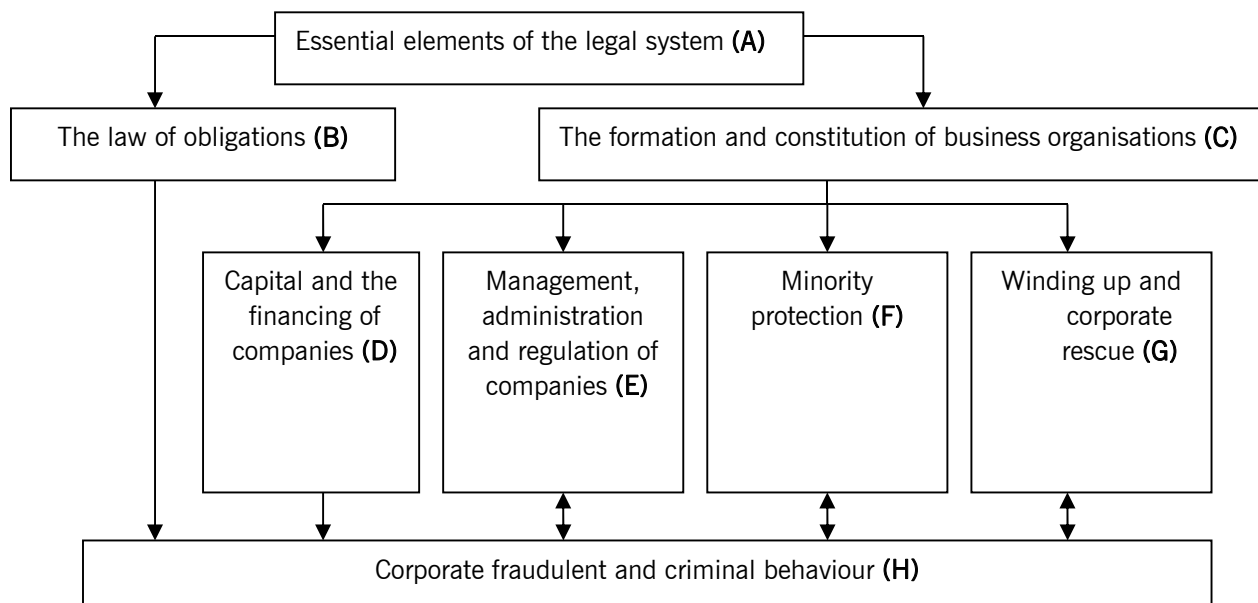 Essential elements of the legal system (A)
The law of obligations (B)
The formation and constitution of business organisations (C)
Capital and the
financing of
companies (D)
Management,
administration
and regulation of
companies (E)
Minority
protection (F)
Winding up and
corporate
rescue (G)
Corporate fraudulent and criminal behaviour (H)